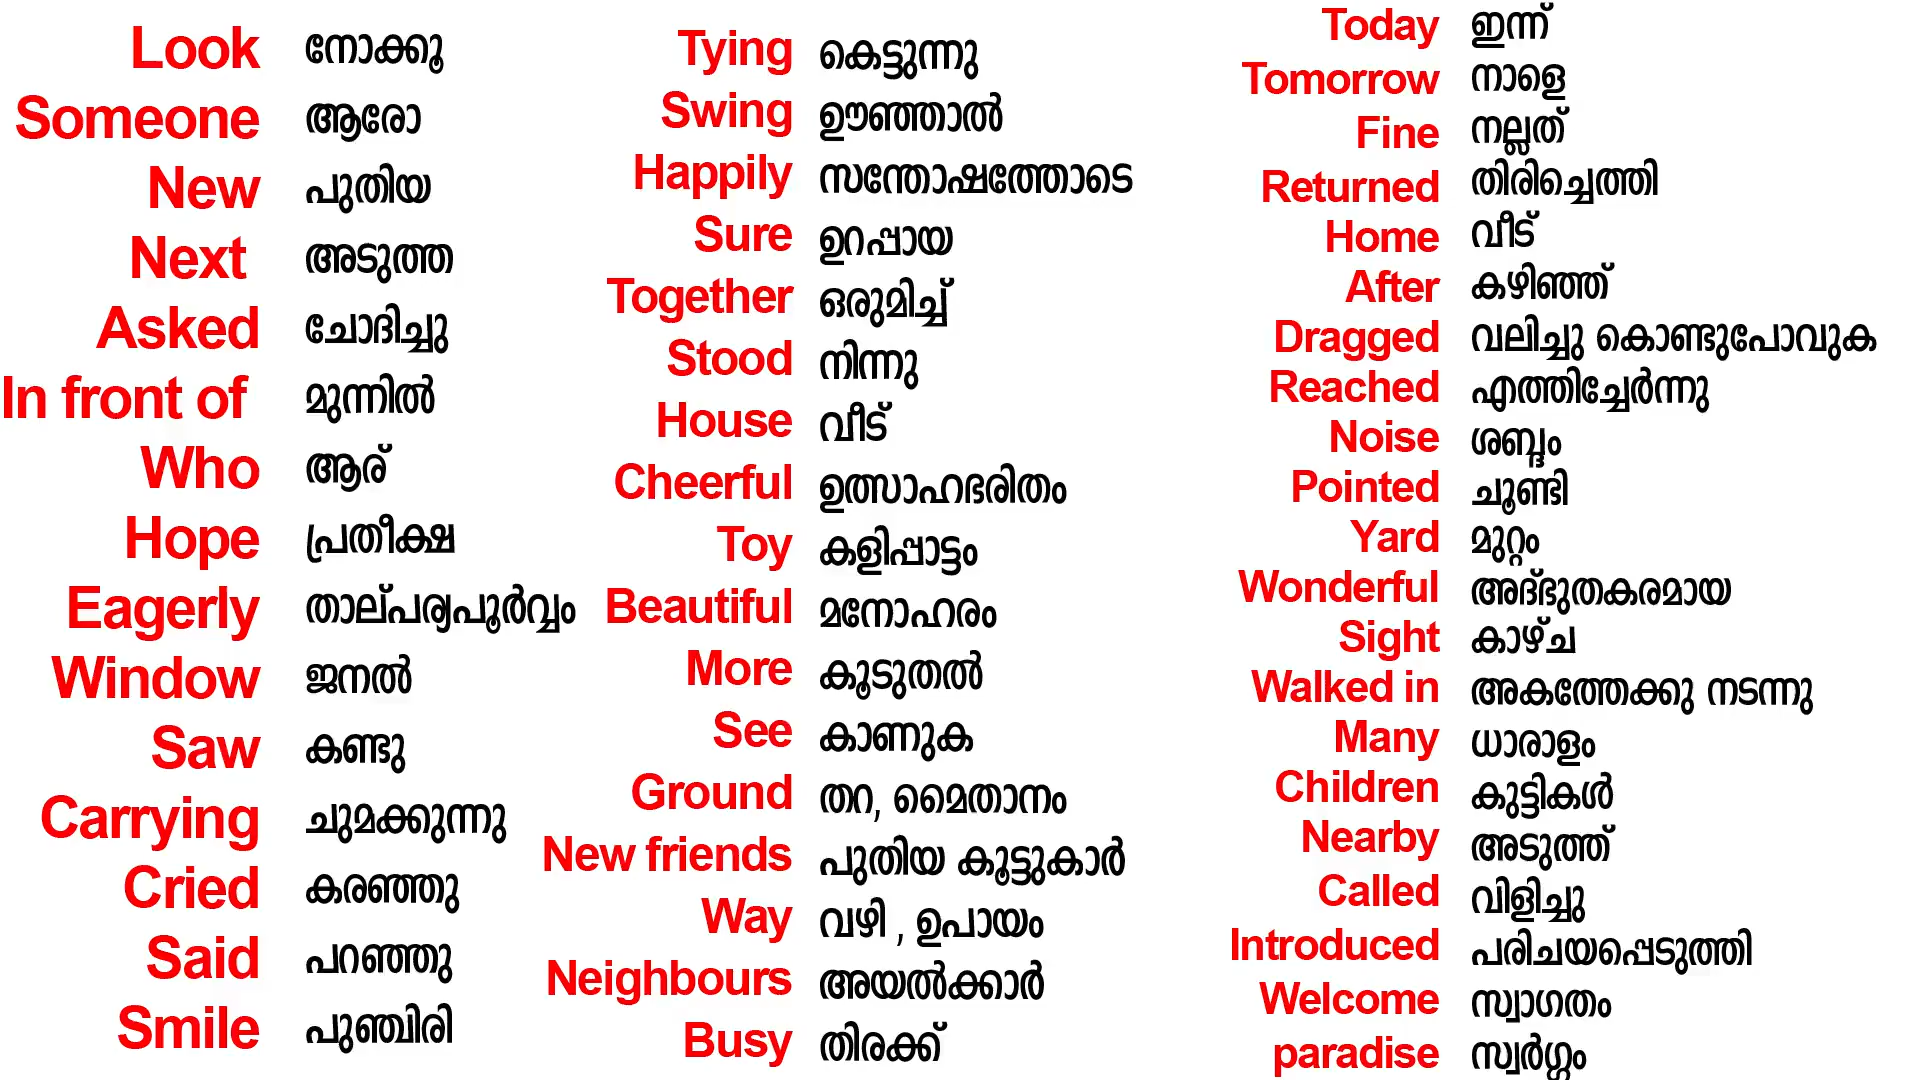 Look നോക്കൂ
Someone ആരോ
New പുതിയ
Next അടുത്ത
Asked ചോദിച്ചു
In front of മുന്നിൽ
Who ആര്
Hope പ്രതീക്ഷ
Eagerly താല്പര്യപൂർവ്വം
Window ജനൽ
Saw കണ്ടു
Carrying ചുമക്കുന്നു
Cried കരഞ്ഞു
Said പറഞ്ഞു
Smile പുഞ്ചിരി
Tying കെട്ടുന്നു
Swing ഊഞ്ഞാൽ
Happily സന്തോഷത്തോടെ
Sure ഉറപ്പായ
Together ഒരുമിച്ച്
Stood നിന്നു
House വീട്
Cheerful ഉത്സാഹഭരിതം
Toy കളിപ്പാട്ടം
Beautiful മനോഹരം
More കൂടുതൽ
See കാണുക
Ground തറ, മൈതാനം
New friends പുതിയ കൂട്ടുകാർ
Way വഴി , ഉപായം
Neighbours അയൽക്കാർ
Busy തിരക്ക്
Today ഇന്ന്
Tomorrow നാളെ
Fine നല്ലത്
Returned തിരിച്ചെത്തി
Home വീട്
After കഴിഞ്ഞ്
Dragged വലിച്ചു കൊണ്ടുപോവുക
Reached എത്തിച്ചേർന്നു
Noise ശബ്ദം
Pointed ചൂണ്ടി
Yard മുറ്റം
Wonderful അദ്ഭുതകരമായ
Sight കാഴ്ച
Walked in അകത്തേക്കു നടന്നു
Many ധാരാളം
Children കുട്ടികൾ
Nearby അടുത്ത്
Called വിളിച്ചു
Introduced പരിചയപ്പെടുത്തി
Welcome സ്വാഗതം
paradise സ്വർഗ്ഗം